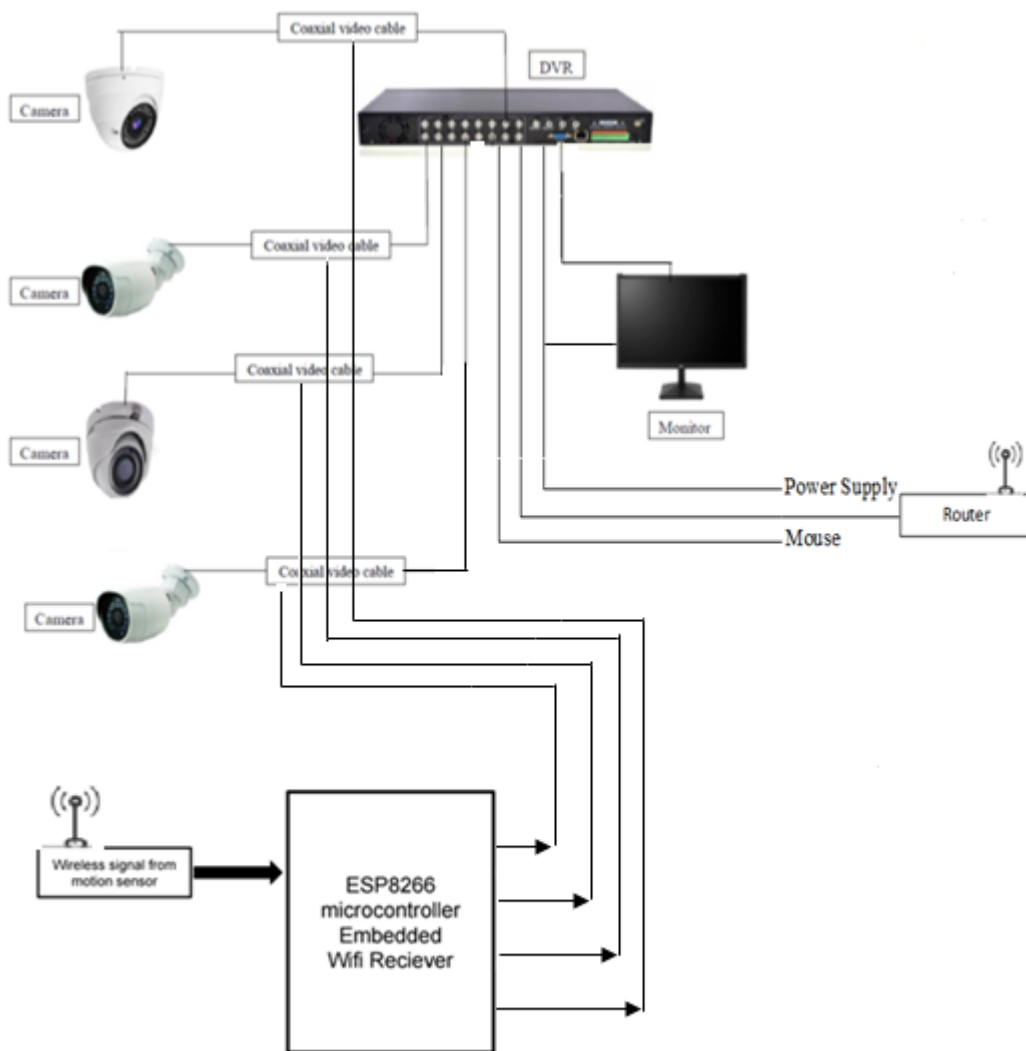 Coaxial video cable
DVR
Camera
Coaxial video cable
Camera
Coaxial video cable
Monitor
Camera
Power Supply
Router
Mouse
Coaxial video cable
Camera
Wireless signal from
motion sensor
ESP8266
microcontroller
Embedded
Wifi Reciever